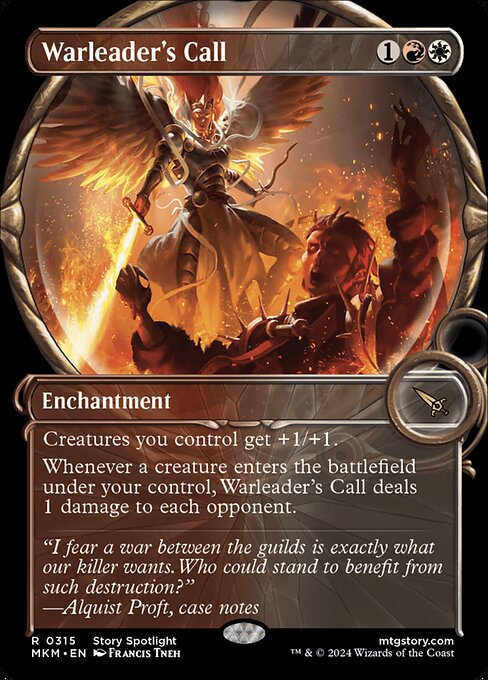 Warleader's Call 1
Enchantment
Creatures you control get +1/+1.
Whenever a creature enters the battlefield
under your control, Warleader's Call deals
1 damage to each opponent.
“I fear a war between the guilds is exactly what
our killer wants. Who could stand to benefit from
such destruction?”
—Alquist Proft, case notes
R 0315 Story Spotlight mtgstory.com
MKM • EN Francis Tneh ™ & © 2024 Wizards of the Coast